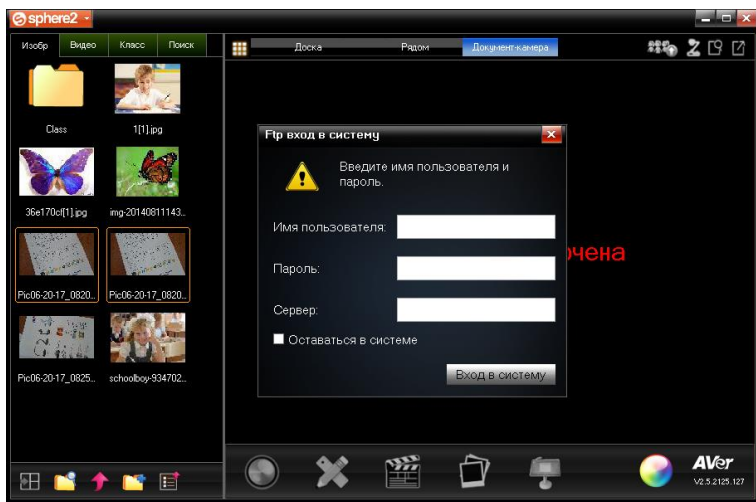 sphere2
Изобр Видео Класс Поиск
Доска Рядом Документ-камера
Class
1[1].jpg
36e170cf[1].jpg
img-20140811143...
Pic06-20-17_0820...
Pic06-20-17_0820...
Pic06-20-17_0825...
schoolboy-934702...
Ftp вход в систему
Введите имя пользователя и
пароль.
Имя пользователя:
Пароль:
Сервер:
Оставаться в системе
Вход в систему
AVer
V2.5.2125.127